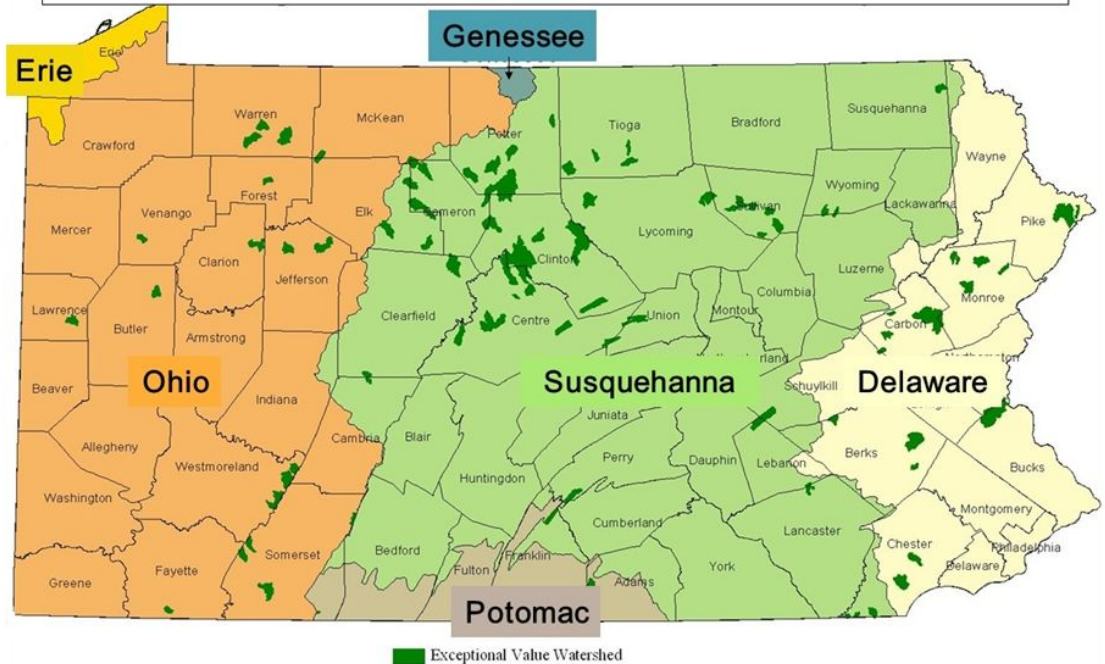 Genessee
Erie
Erie
Warren
McKean
Potter
Tioga
Bradford
Susquehanna
Crawford
Wayne
Forest
Elk
Cameron
Sullivan
Wyoming
Lackawanna
Pike
Venango
Mercer
Clarion
Jefferson
Clinton
Lycoming
Luzerne
Monroe
Lawrence
Butler
Armstrong
Clearfield
Centre
Union
Montour
Columbia
Carbon
Beaver
Ohio
Indiana
Susquehanna
Schuylkill
Delaware
Allegheny
Westmoreland
Cambria
Blair
Huntingdon
Juniata
Perry
Dauphin
Lebanon
Berks
Bucks
Washington
Montgomery
Cumberland
Lancaster
Greene
Fayette
Somerset
Bedford
Fulton
Franklin
Adams
York
Chester
Delaware
Philadelphia
Potomac
Exceptional Value Watershed